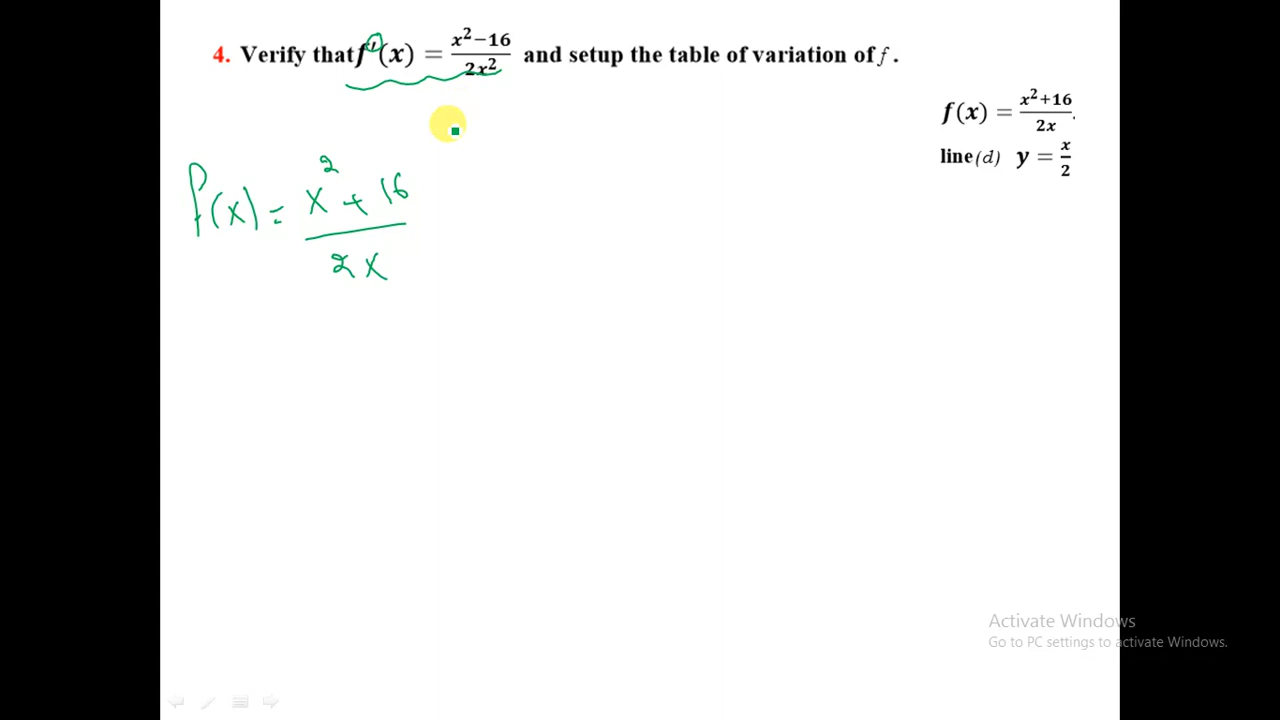 4. Verify that f'(x) = x²−16 / 2x² and setup the table of variation of f .
f(x) = x²+16 / 2x .
line (d) y = x/2
f(x) = x² + 16 / 2x
Activate Windows
Go to PC settings to activate Windows.